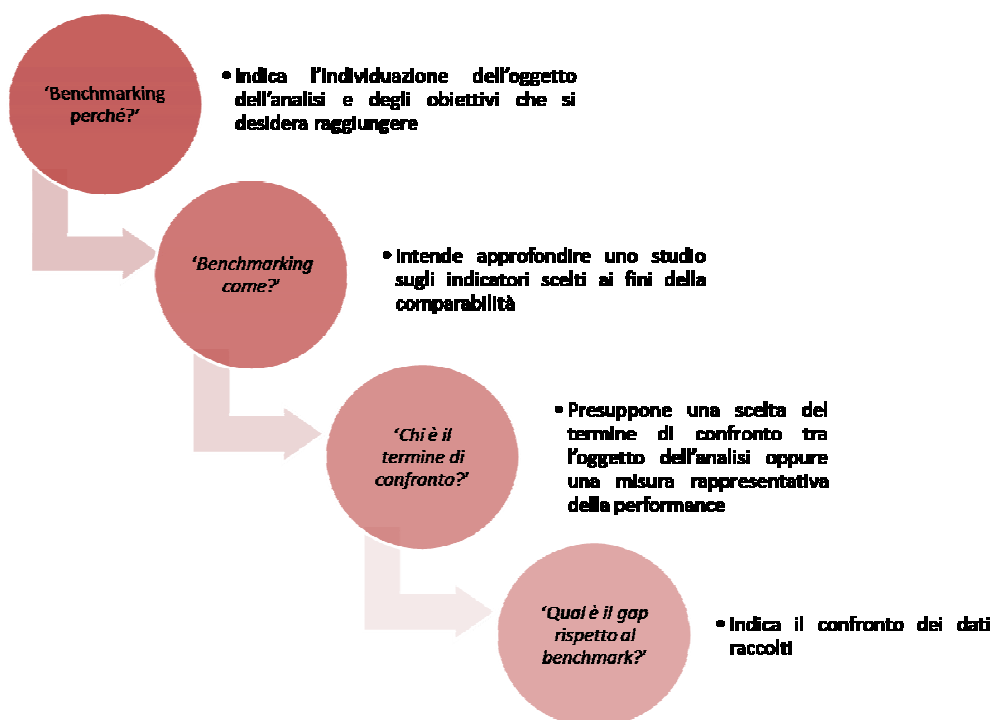 'Benchmarking
perché?'
• Indica l'individuazione dell'oggetto
dell'analisi e degli obiettivi che si
desidera raggiungere
'Benchmarking
come?'
• Intende approfondire uno studio
sugli indicatori scelti ai fini della
comparabilità
'Chi è il
termine di
confronto?'
• Presuppone una scelta del
termine di confronto tra
l'oggetto dell'analisi oppure
una misura rappresentativa
della performance
'Qual è il gap
rispetto al
benchmark?'
• Indica il confronto dei dati
raccolti